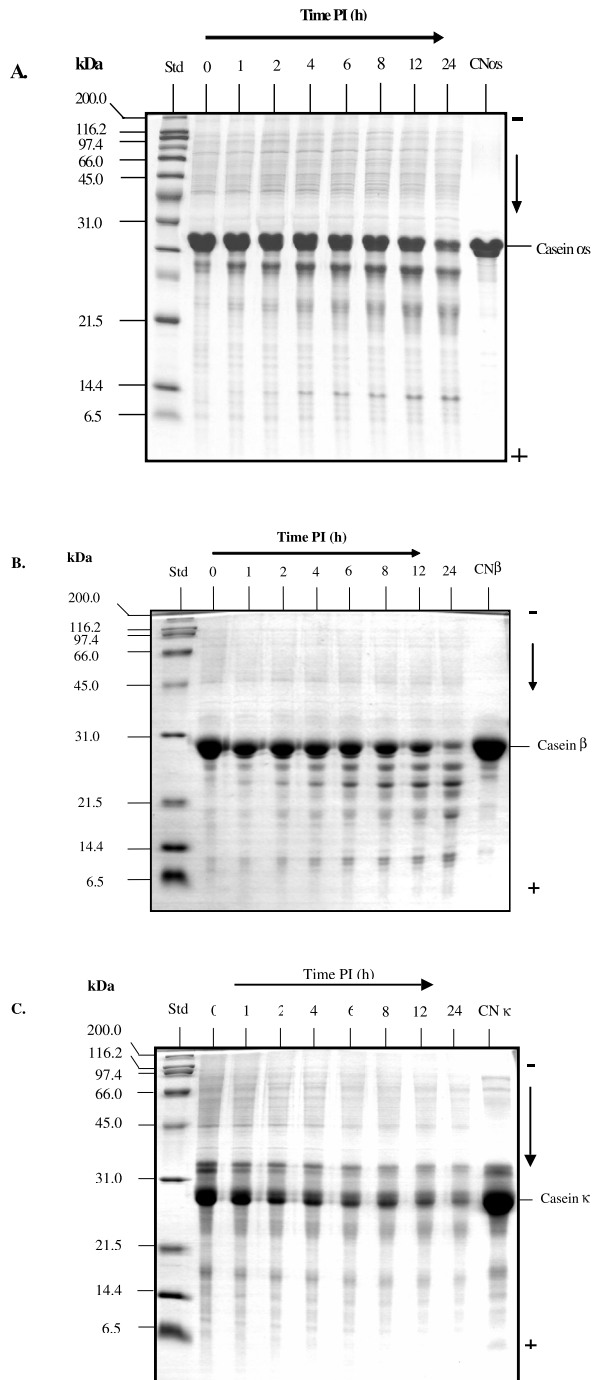 Time PI (h)
A.
kDa Std 0 1 2 4 6 8 12 24 CNαs
200.0
116.2
97.4
66.0
45.0
31.0
21.5
14.4
6.5
-
Casein αs
+
Time PI (h)
B.
kDa
Std 0 1 2 4 6 8 12 24 CNβ
200.0
116.2
97.4
66.0
45.0
31.0
21.5
14.4
6.5
-
Casein β
+
Time PI (h)
kDa
C.
Std 0 1 2 4 6 8 12 24 CN κ
200.0
116.2
97.4
66.0
45.0
31.0
21.5
14.4
6.5
-
Casein κ
+